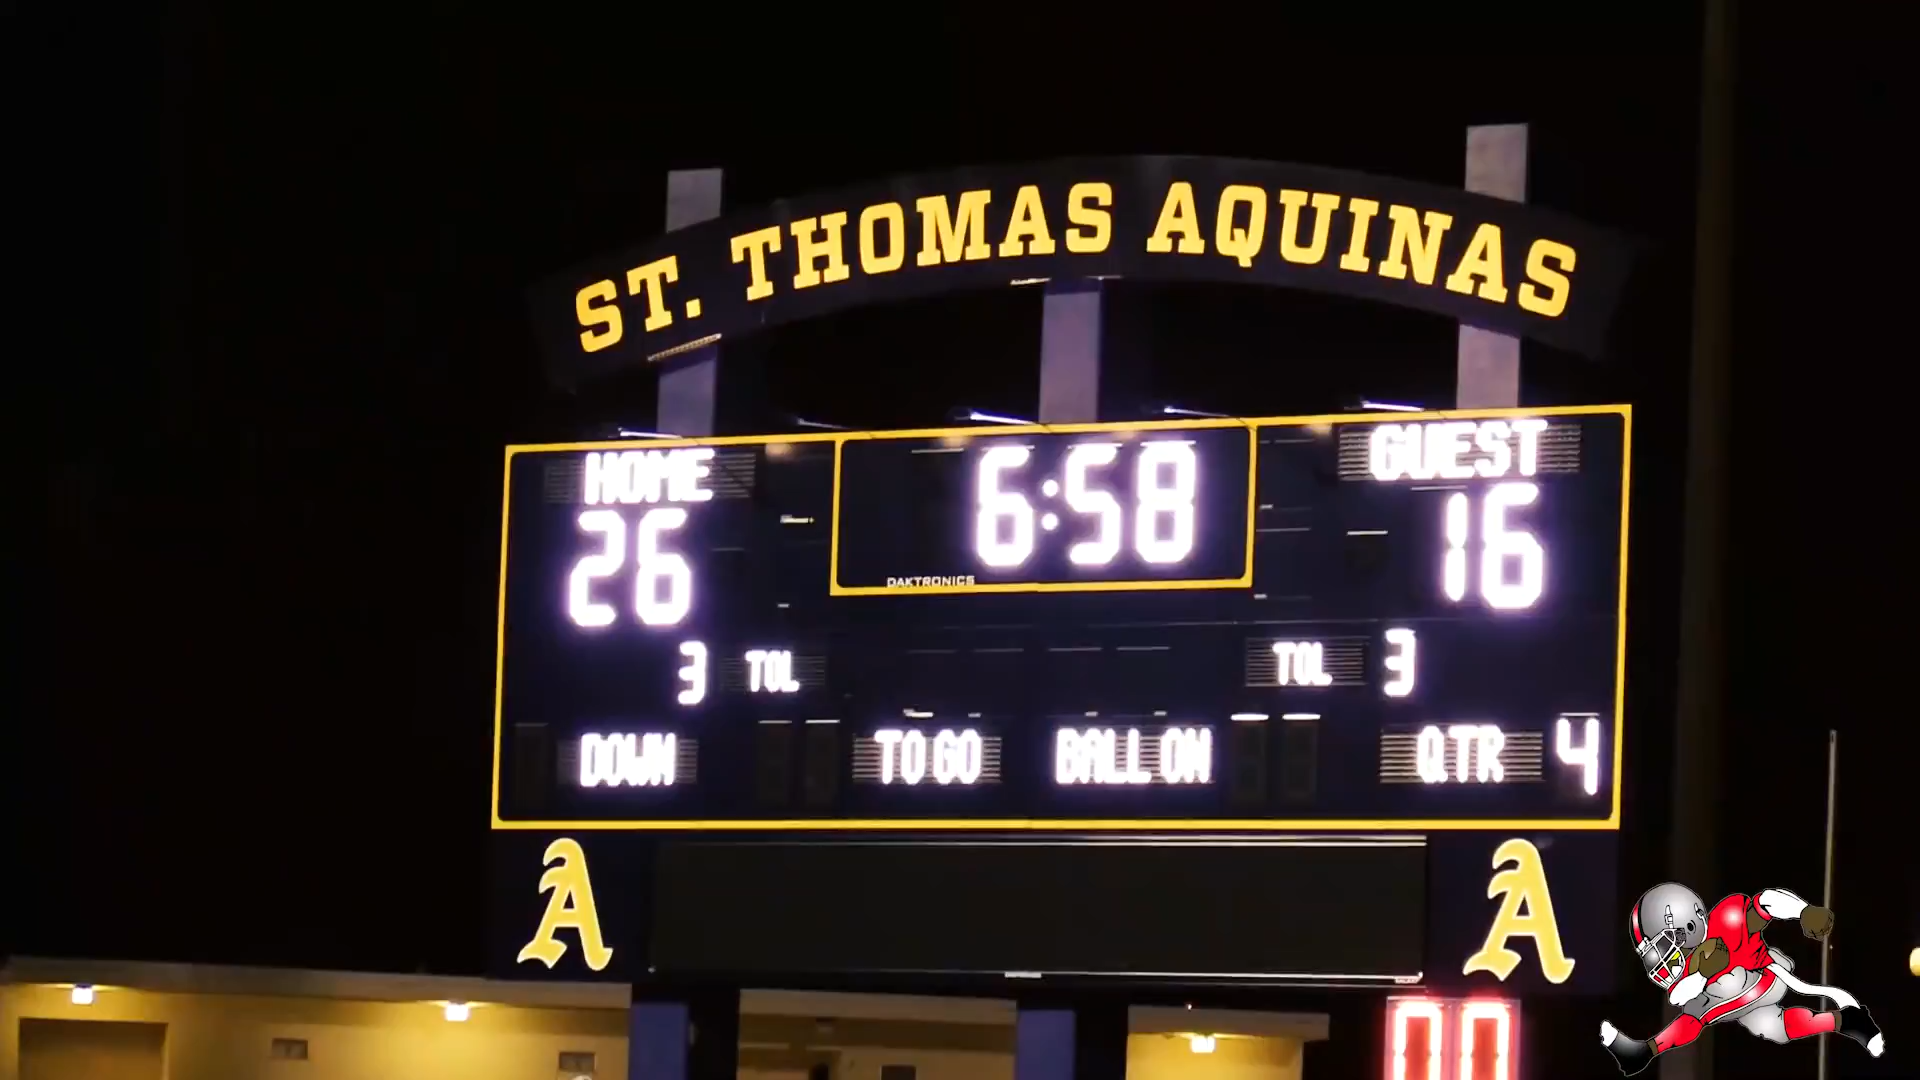 ST. THOMAS AQUINAS
HOME 6:58 GUEST
26 16
DAKTRONICS
3 TOL TOL 3
DOWN TO GO BALL ON QTR 4
A A
00